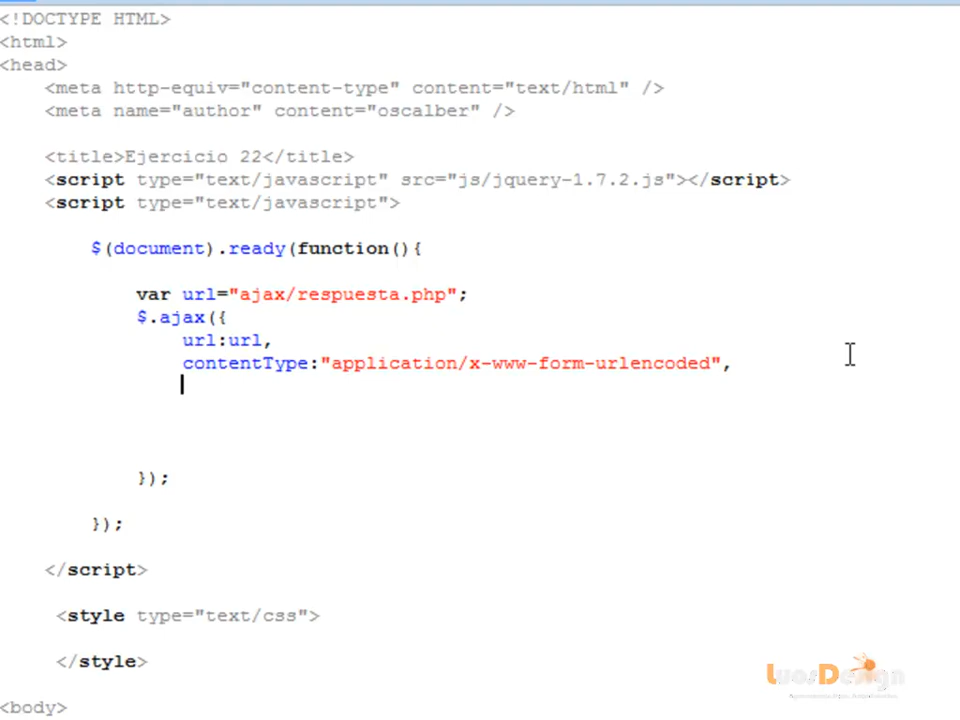 <!DOCTYPE HTML>
<html>
<head>
<meta http-equiv="content-type" content="text/html" />
<meta name="author" content="oscalber" />
<title>Ejercicio 22</title>
<script type="text/javascript" src="js/jquery-1.7.2.js"></script>
<script type="text/javascript">
$(document).ready(function(){
var url="ajax/respuesta.php";
$.ajax({
url:url,
contentType:"application/x-www-form-urlencoded",
});
});
</script>
<style type="text/css">
</style>
LuosDesign
<body>